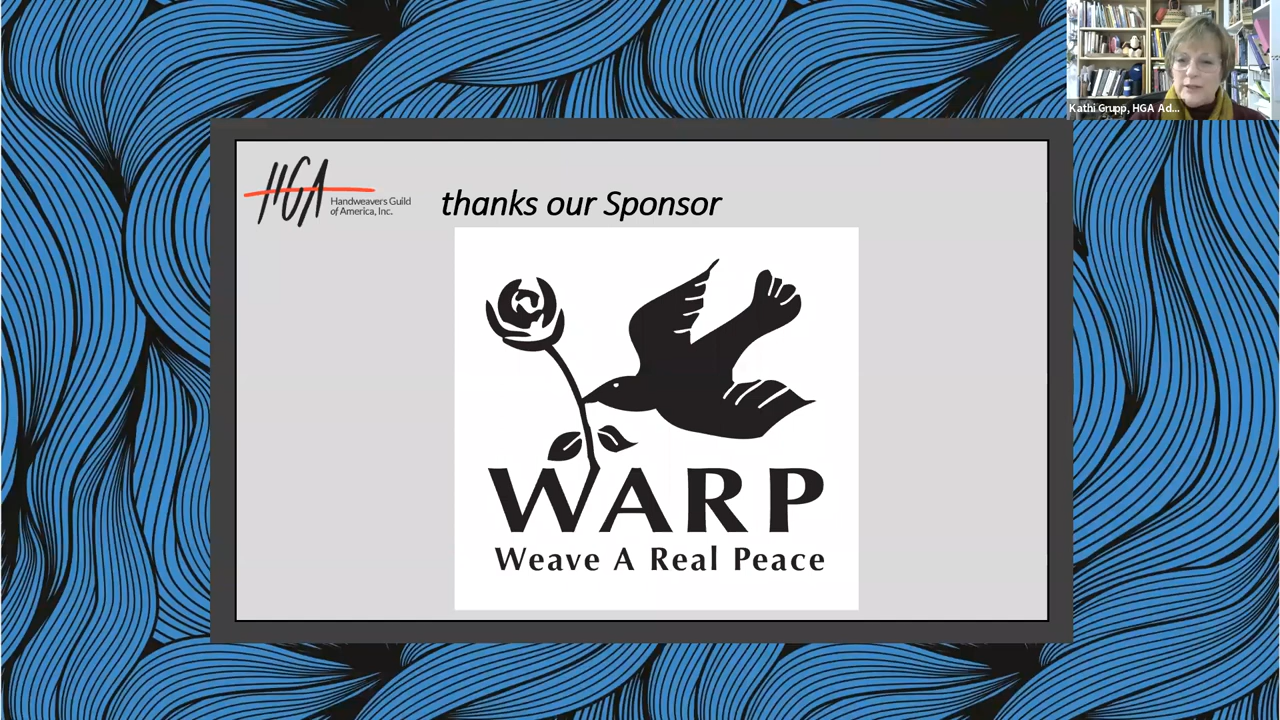 HGA
Handweavers Guild
of America, Inc.
thanks our Sponsor
WARP
Weave A Real Peace
Kathi Grupp, HGA Ad...